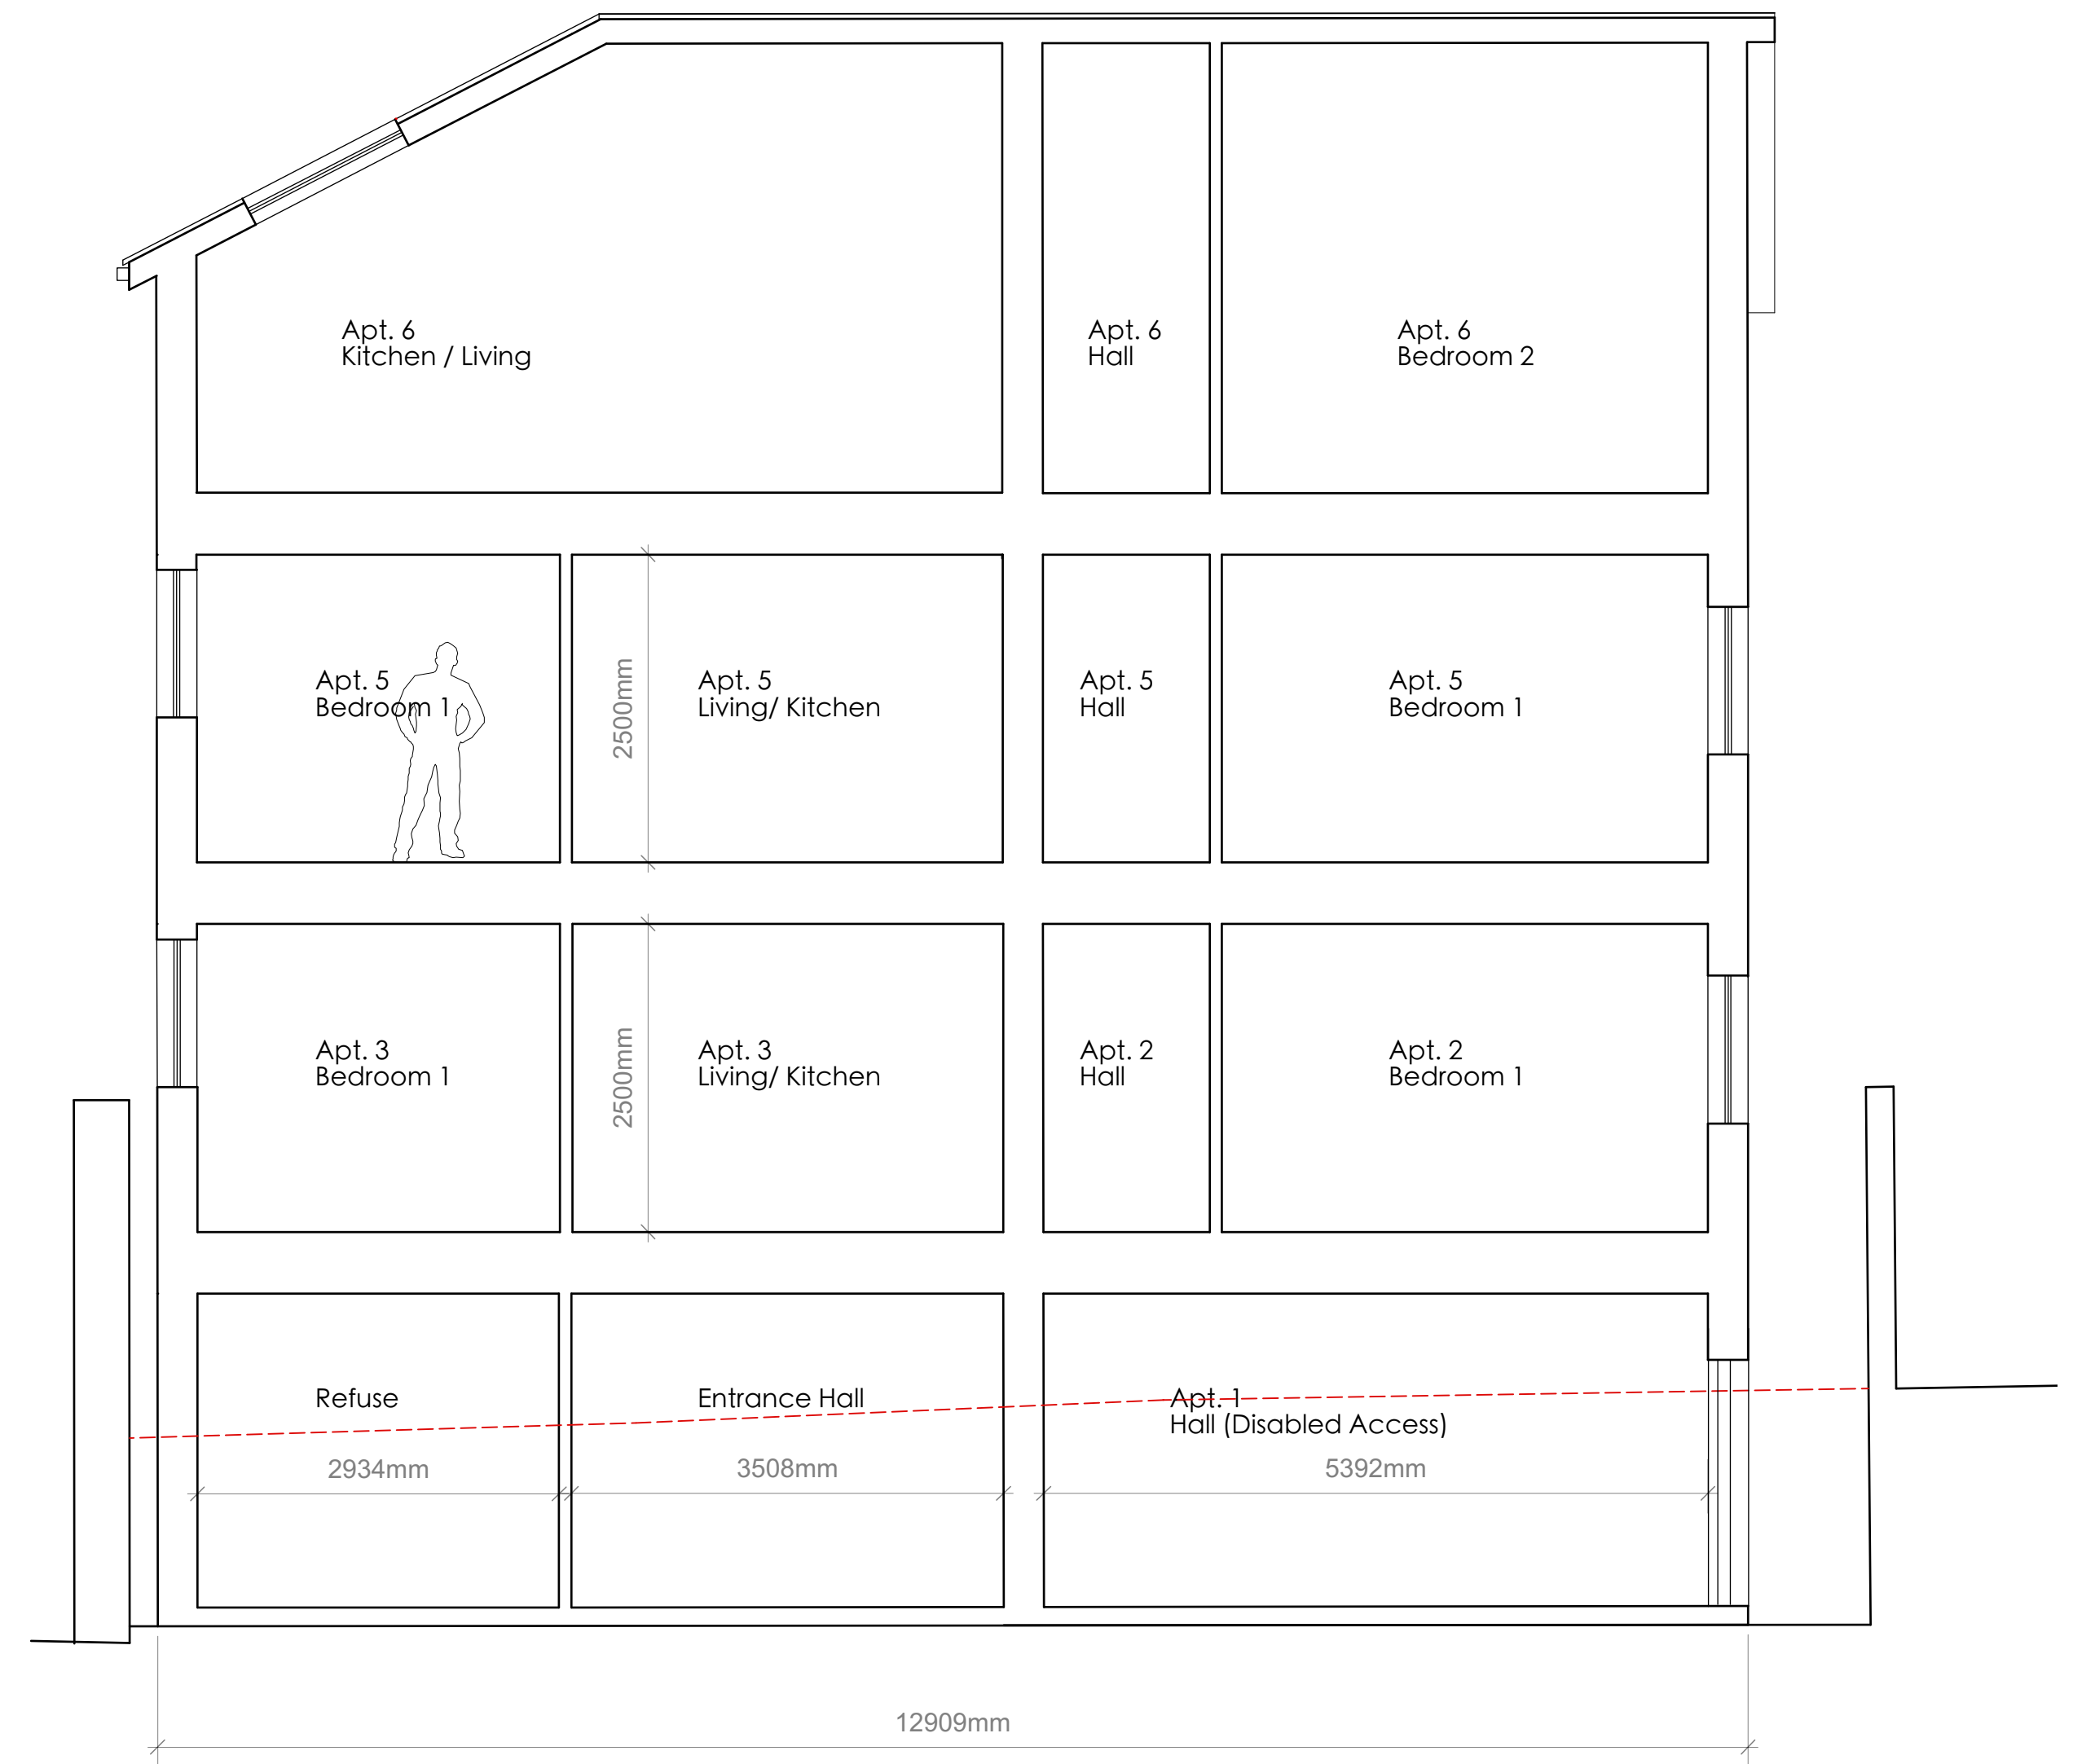 Apt. 6
Kitchen / Living
Apt. 6
Hall
Apt. 6
Bedroom 2
Apt. 5
Bedroom 1
2500mm
Apt. 5
Living/ Kitchen
Apt. 5
Hall
Apt. 5
Bedroom 1
Apt. 3
Bedroom 1
2500mm
Apt. 3
Living/ Kitchen
Apt. 2
Hall
Apt. 2
Bedroom 1
Refuse
Entrance Hall
Apt. 1
Hall (Disabled Access)
2934mm
3508mm
5392mm
12909mm